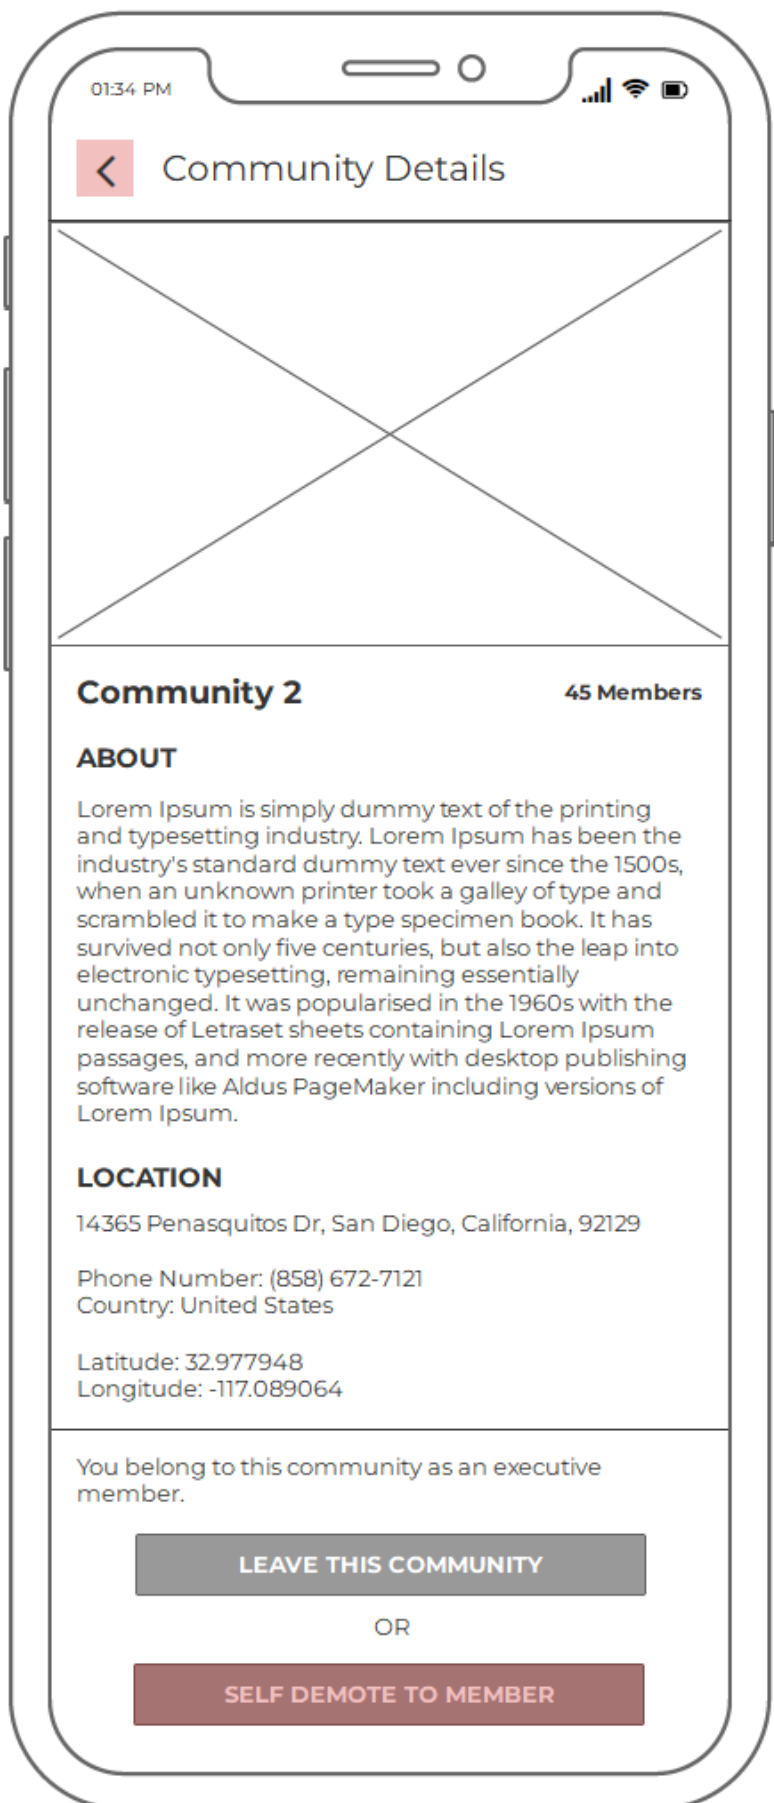 01:34 PM
Community Details
Community 2
45 Members
ABOUT
Lorem Ipsum is simply dummy text of the printing
and typesetting industry. Lorem Ipsum has been the
industry's standard dummy text ever since the 1500s,
when an unknown printer took a galley of type and
scrambled it to make a type specimen book. It has
survived not only five centuries, but also the leap into
electronic typesetting, remaining essentially
unchanged. It was popularised in the 1960s with the
release of Letraset sheets containing Lorem Ipsum
passages, and more recently with desktop publishing
software like Aldus PageMaker including versions of
Lorem Ipsum.
LOCATION
14365 Penasquitos Dr, San Diego, California, 92129
Phone Number: (858) 672-7121
Country: United States
Latitude: 32.977948
Longitude: -117.089064
You belong to this community as an executive
member.
LEAVE THIS COMMUNITY
OR
SELF DEMOTE TO MEMBER